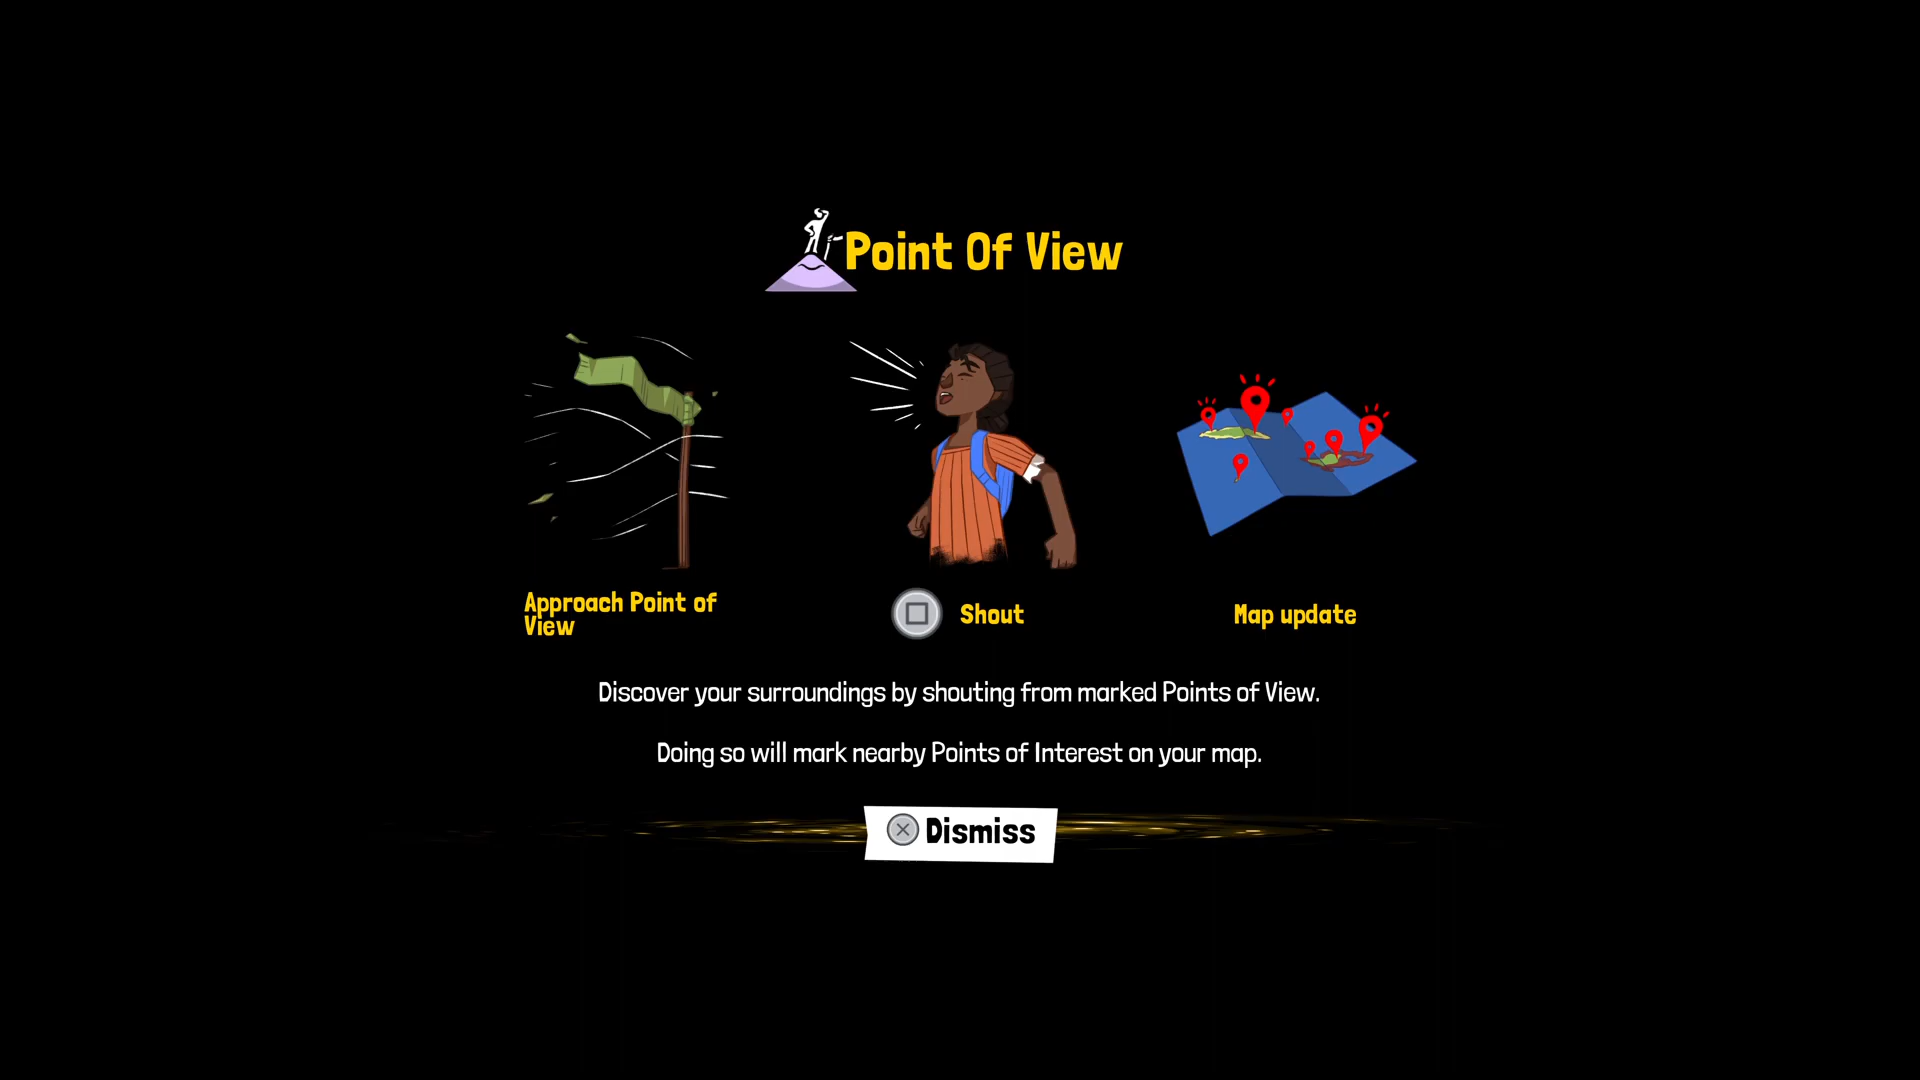 Point Of View
Approach Point of
View
Shout
Map update
Discover your surroundings by shouting from marked Points of View.
Doing so will mark nearby Points of Interest on your map.
Dismiss